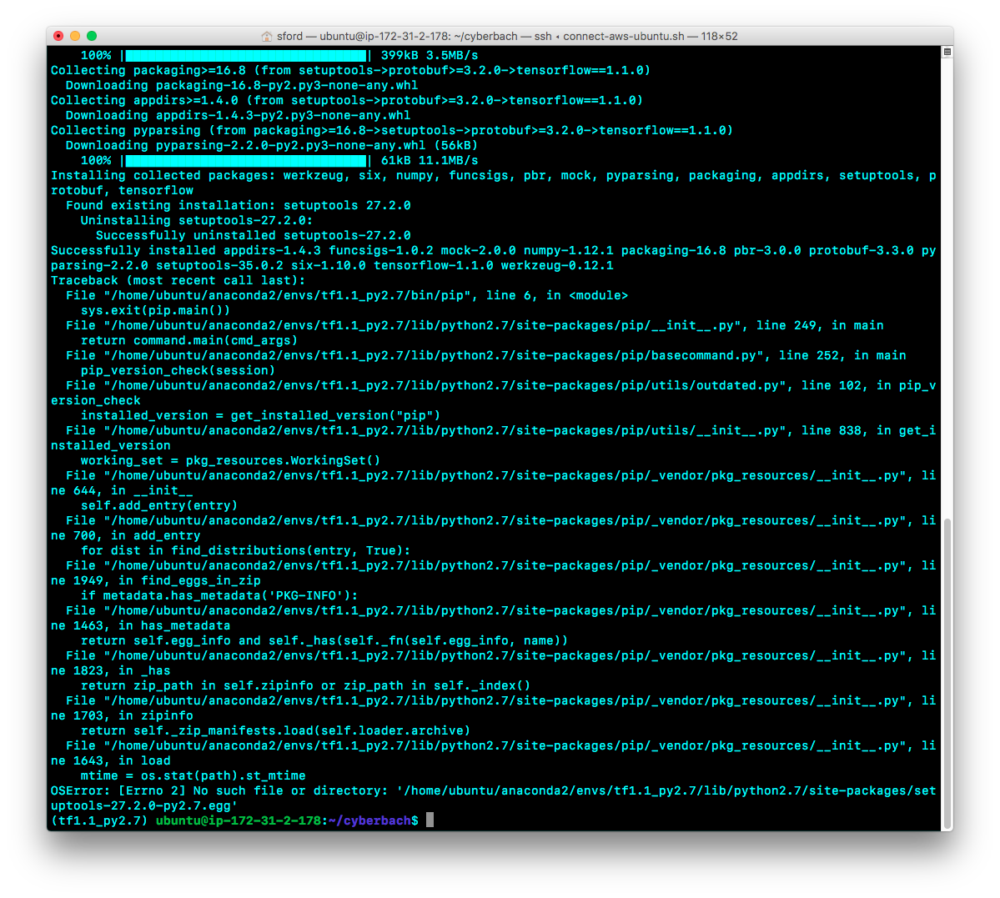 sford — ubuntu@ip-172-31-2-178: ~/cyberbach — ssh ◂ connect-aws-ubuntu.sh — 118×52
100% |████████████████████████████████| 399kB 3.5MB/s
Collecting packaging>=16.8 (from setuptools->protobuf>=3.2.0->tensorflow==1.1.0)
Downloading packaging-16.8-py2.py3-none-any.whl
Collecting appdirs>=1.4.0 (from setuptools->protobuf>=3.2.0->tensorflow==1.1.0)
Downloading appdirs-1.4.3-py2.py3-none-any.whl
Collecting pyparsing (from packaging>=16.8->setuptools->protobuf>=3.2.0->tensorflow==1.1.0)
Downloading pyparsing-2.2.0-py2.py3-none-any.whl (56kB)
100% |████████████████████████████████| 61kB 11.1MB/s
Installing collected packages: werkzeug, six, numpy, funcsigs, pbr, mock, pyparsing, packaging, appdirs, setuptools, p
rotobuf, tensorflow
Found existing installation: setuptools 27.2.0
Uninstalling setuptools-27.2.0:
Successfully uninstalled setuptools-27.2.0
Successfully installed appdirs-1.4.3 funcsigs-1.0.2 mock-2.0.0 numpy-1.12.1 packaging-16.8 pbr-3.0.0 protobuf-3.3.0 py
parsing-2.2.0 setuptools-35.0.2 six-1.10.0 tensorflow-1.1.0 werkzeug-0.12.1
Traceback (most recent call last):
File "/home/ubuntu/anaconda2/envs/tf1.1_py2.7/bin/pip", line 6, in <module>
sys.exit(pip.main())
File "/home/ubuntu/anaconda2/envs/tf1.1_py2.7/lib/python2.7/site-packages/pip/__init__.py", line 249, in main
return command.main(cmd_args)
File "/home/ubuntu/anaconda2/envs/tf1.1_py2.7/lib/python2.7/site-packages/pip/basecommand.py", line 252, in main
pip_version_check(session)
File "/home/ubuntu/anaconda2/envs/tf1.1_py2.7/lib/python2.7/site-packages/pip/utils/outdated.py", line 102, in pip_v
ersion_check
installed_version = get_installed_version("pip")
File "/home/ubuntu/anaconda2/envs/tf1.1_py2.7/lib/python2.7/site-packages/pip/utils/__init__.py", line 838, in get_i
nstalled_version
working_set = pkg_resources.WorkingSet()
File "/home/ubuntu/anaconda2/envs/tf1.1_py2.7/lib/python2.7/site-packages/pip/_vendor/pkg_resources/__init__.py", li
ne 644, in __init__
self.add_entry(entry)
File "/home/ubuntu/anaconda2/envs/tf1.1_py2.7/lib/python2.7/site-packages/pip/_vendor/pkg_resources/__init__.py", li
ne 700, in add_entry
for dist in find_distributions(entry, True):
File "/home/ubuntu/anaconda2/envs/tf1.1_py2.7/lib/python2.7/site-packages/pip/_vendor/pkg_resources/__init__.py", li
ne 1949, in find_eggs_in_zip
if metadata.has_metadata('PKG-INFO'):
File "/home/ubuntu/anaconda2/envs/tf1.1_py2.7/lib/python2.7/site-packages/pip/_vendor/pkg_resources/__init__.py", li
ne 1463, in has_metadata
return self.egg_info and self._has(self._fn(self.egg_info, name))
File "/home/ubuntu/anaconda2/envs/tf1.1_py2.7/lib/python2.7/site-packages/pip/_vendor/pkg_resources/__init__.py", li
ne 1823, in _has
return zip_path in self.zipinfo or zip_path in self._index()
File "/home/ubuntu/anaconda2/envs/tf1.1_py2.7/lib/python2.7/site-packages/pip/_vendor/pkg_resources/__init__.py", li
ne 1703, in zipinfo
return self._zip_manifests.load(self.loader.archive)
File "/home/ubuntu/anaconda2/envs/tf1.1_py2.7/lib/python2.7/site-packages/pip/_vendor/pkg_resources/__init__.py", li
ne 1643, in load
mtime = os.stat(path).st_mtime
OSError: [Errno 2] No such file or directory: '/home/ubuntu/anaconda2/envs/tf1.1_py2.7/lib/python2.7/site-packages/set
uptools-27.2.0-py2.7.egg'
(tf1.1_py2.7) ubuntu@ip-172-31-2-178:~/cyberbach$